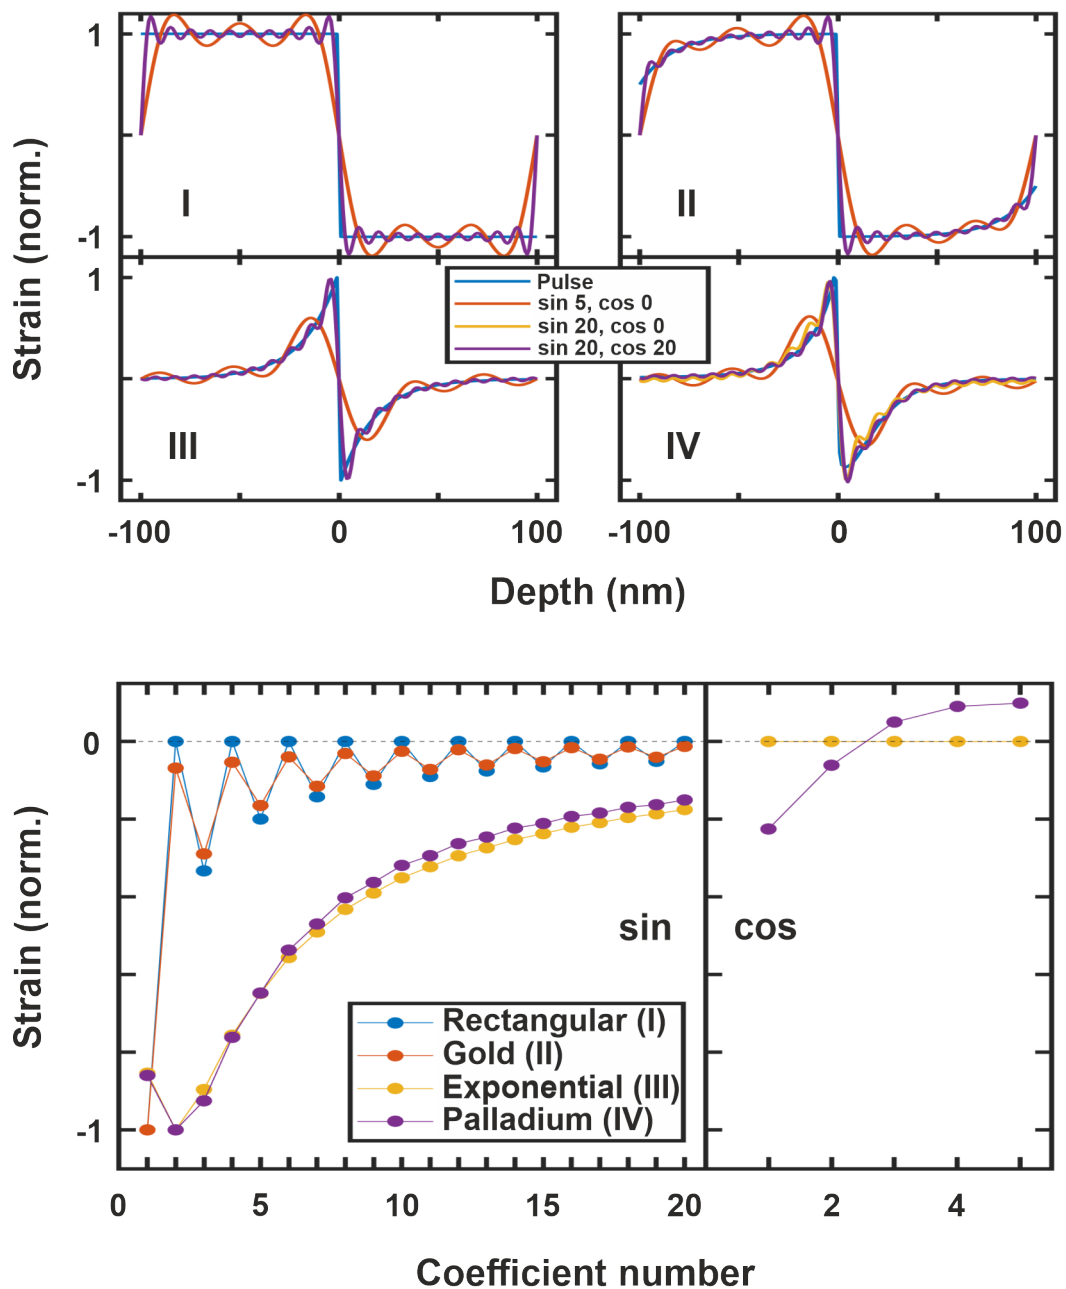 Strain (norm.)
1
-1
I
II
1
-1
III
IV
Pulse
sin 5, cos 0
sin 20, cos 0
sin 20, cos 20
-100
0
100
-100
0
100
Depth (nm)
Strain (norm.)
0
-1
sin
cos
Rectangular (I)
Gold (II)
Exponential (III)
Palladium (IV)
0
5
10
15
20
2
4
Coefficient number